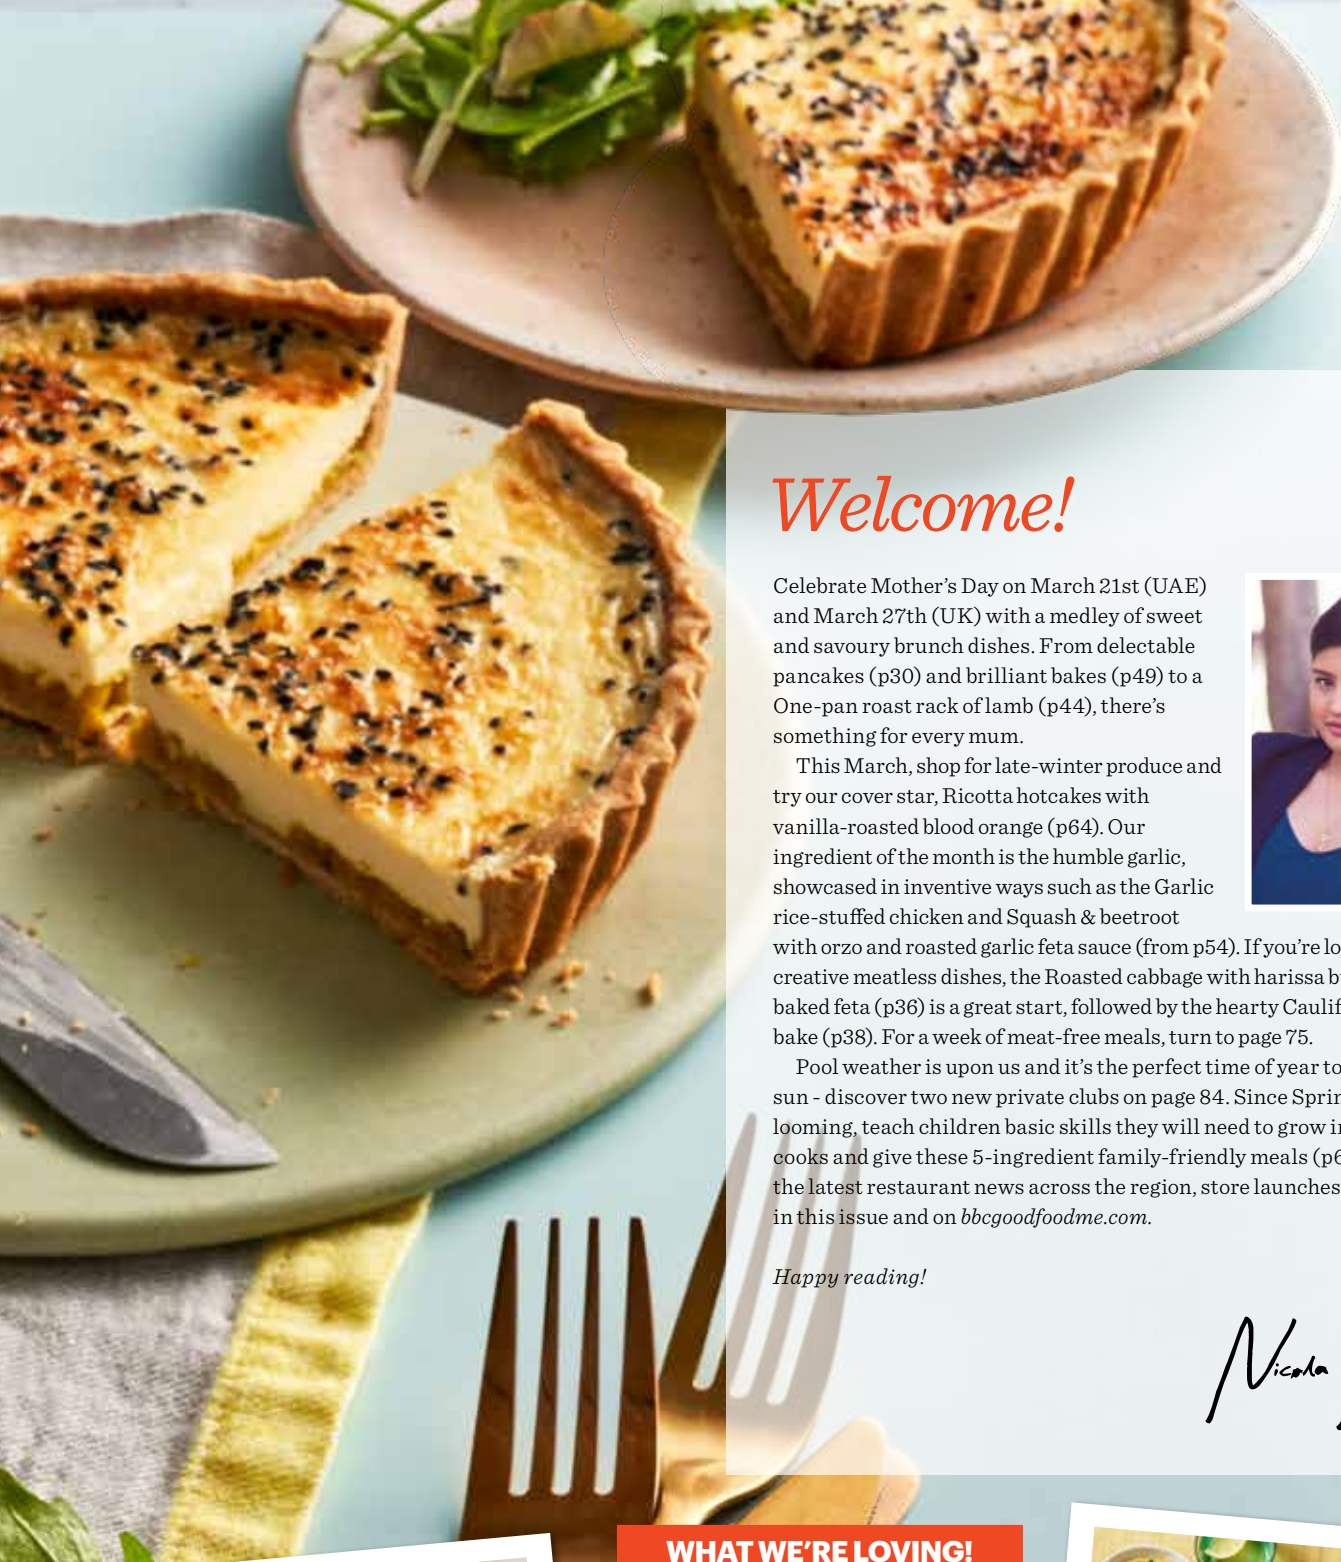 Welcome!
Celebrate Mother's Day on March 21st (UAE)
and March 27th (UK) with a medley of sweet
and savoury brunch dishes. From delectable
pancakes (p30) and brilliant bakes (p49) to a
One-pan roast rack of lamb (p44), there's
something for every mum.
This March, shop for late-winter produce and
try our cover star, Ricotta hotcakes with
vanilla-roasted blood orange (p64). Our
ingredient of the month is the humble garlic,
showcased in inventive ways such as the Garlic
rice-stuffed chicken and Squash & beetroot
with orzo and roasted garlic feta sauce (from p54). If you're
creative meatless dishes, the Roasted cabbage with harissa
baked feta (p36) is a great start, followed by the hearty
bake (p38). For a week of meat-free meals, turn to page 75.
Pool weather is upon us and it's the perfect time of year to
sun - discover two new private clubs on page 84. Since
looming, teach children basic skills they will need to grow
cooks and give these 5-ingredient family-friendly meals
the latest restaurant news across the region, store launches
in this issue and on bbcgoodfoodme.com.
Happy reading!
Nicola
WHAT WE'RE LOVING!